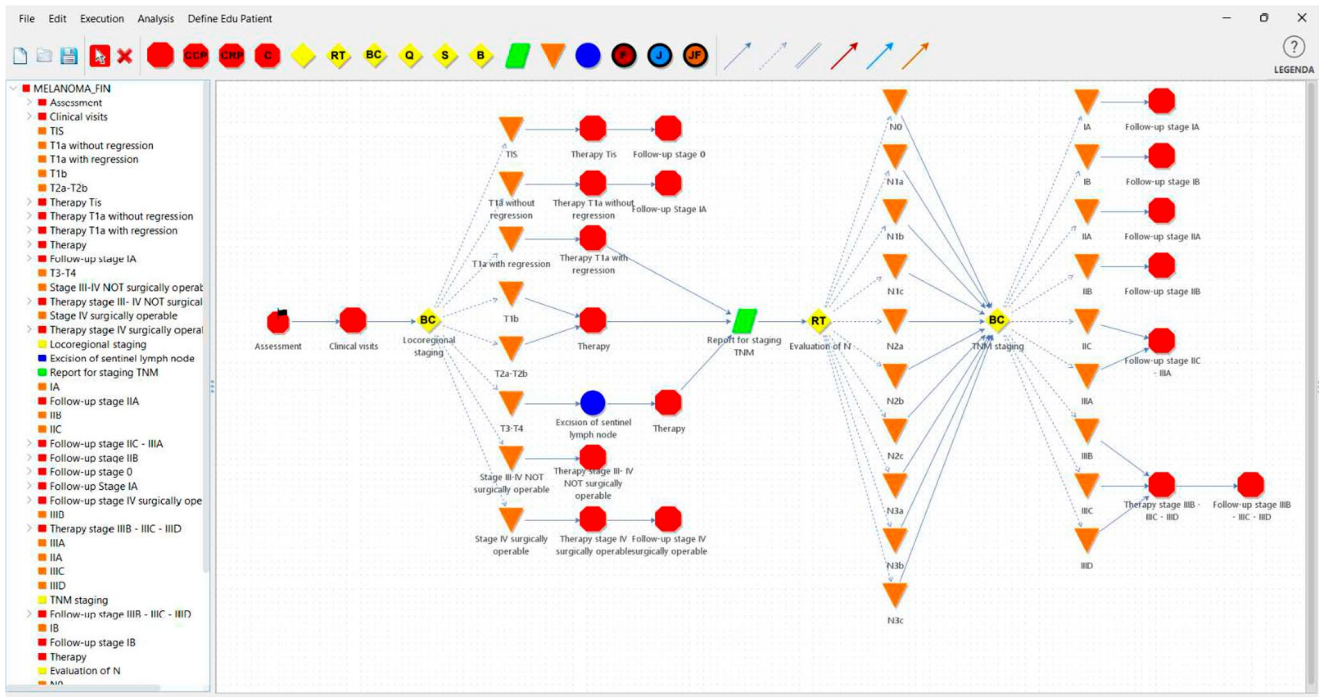 File Edit Execution Analysis Define Edu Patient
CCP CRP C RT BC Q S B F J JF
?
LEGENDA
MELANOMA_FIN
Assessment
Clinical visits
TIS
T1a without regression
T1a with regression
T1b
T2a-T2b
Therapy Tis
Therapy T1a without regression
Therapy T1a with regression
Therapy
Follow-up stage IA
T3-T4
Stage III-IV NOT surgically operab
Therapy stage III- IV NOT surgical
Stage IV surgically operable
Therapy stage IV surgically opera
Locoregional staging
Excision of sentinel lymph node
Report for staging TNM
IA
Follow-up stage IIA
IIB
IIC
Follow-up stage IIC - IIIA
Follow-up stage IIB
Follow-up stage 0
Follow-up Stage IA
Follow-up stage IV surgically ope
IIIB
Therapy stage IIIB - IIIC - IIID
IIIA
IIA
IIIC
IIID
TNM staging
Follow-up stage IIIB - IIIC - IIID
IB
Follow-up stage IB
Therapy
Evaluation of N
N0
Assessment
Clinical visits
BC
Locoregional
staging
TIS
Therapy Tis
Follow-up stage 0
T1a without
regression
Therapy T1a without
regression
Follow-up Stage IA
T1a with regression
Therapy T1a with
regression
T1b
T2a-T2b
Therapy
T3-T4
Excision of sentinel
lymph node
Therapy
Stage III-IV NOT
surgically operable
Therapy stage III- IV
NOT surgically
operable
Stage IV surgically
operable
Therapy stage IV
surgically operable
Follow-up stage IV
surgically operable
Report for staging
TNM
RT
Evaluation of N
N0
N1a
N1b
N1c
N2a
N2b
N2c
N3a
N3b
N3c
BC
TNM staging
IA
Follow-up stage IA
IB
Follow-up stage IB
IIA
Follow-up stage IIA
IIB
Follow-up stage IIB
IIC
Follow-up stage IIC
- IIIA
IIIA
IIIB
IIIC
Therapy stage IIIB -
IIIC - IIID
Follow-up stage IIIB
- IIIC - IIID
IIID